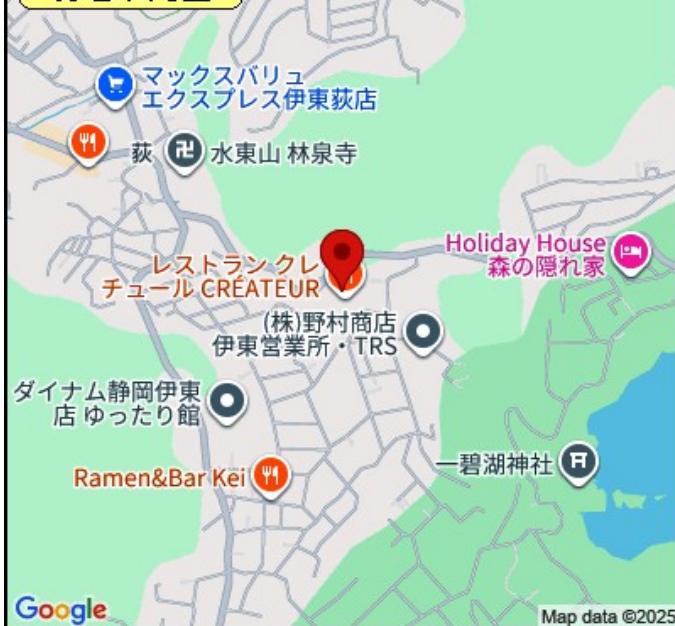 マックスバリュ
エクスプレス伊東荻店
荻
水東山 林泉寺
Holiday House
森の隠れ家
レストラン クレ
チュール CRÉATEUR
(株)野村商店
伊東営業所・TRS
ダイナム静岡伊東
店 ゆったり館
一碧湖神社
Ramen&Bar Kei
Google
Map data ©2025